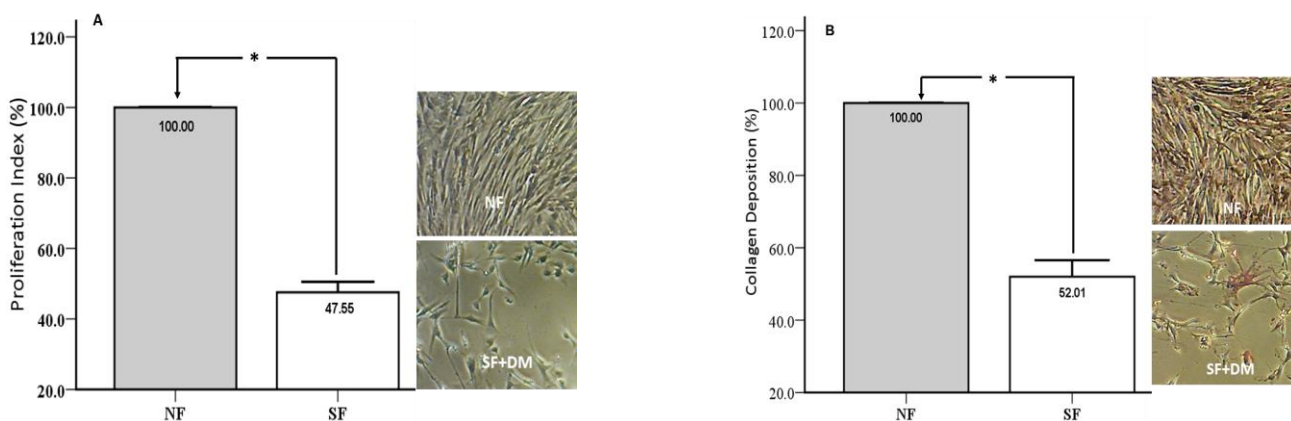 A
Proliferation Index (%)
120.0
100.0
80.0
60.0
40.0
20.0
*
100.00
47.55
NF
SF
NF
SF+DM
B
Collagen Deposition (%)
120.0
100.0
80.0
60.0
40.0
20.0
*
100.00
52.01
NF
SF
NF
SF+DM